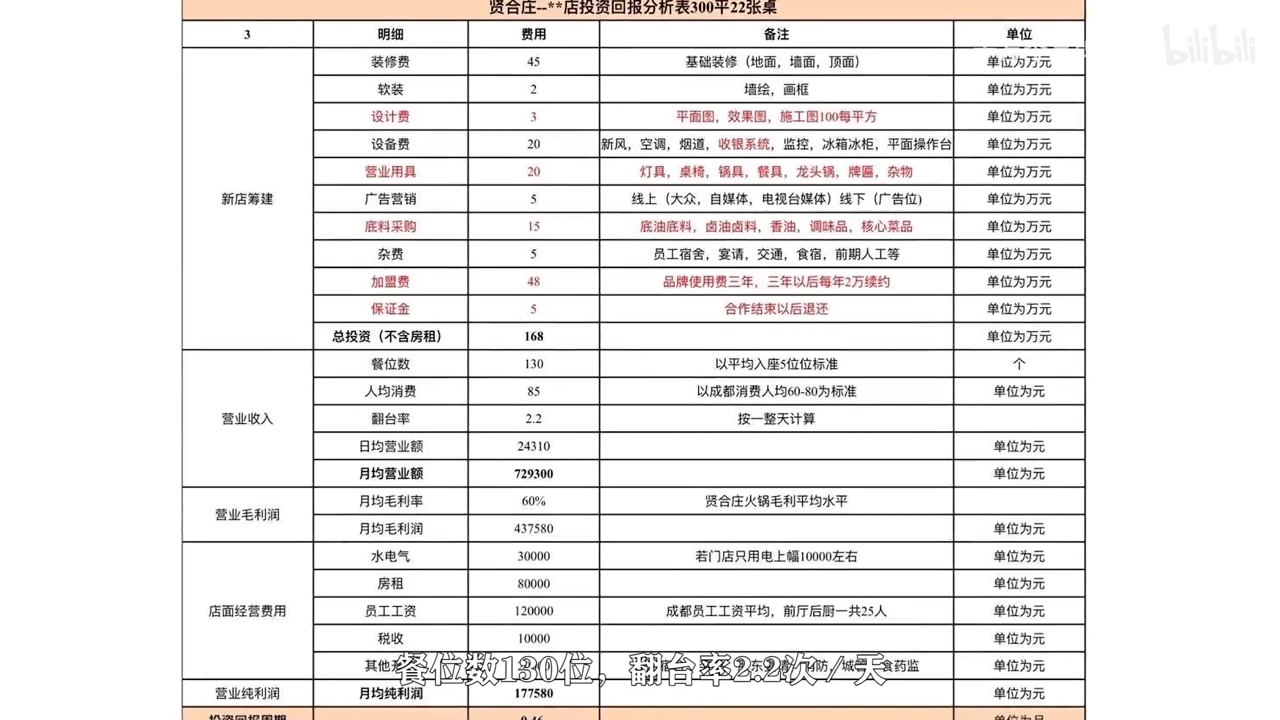 贤合庄--**店投资回报分析表300平22张桌
bilibili
3 明细 费用 备注 单位
装修费 45 基础装修（地面，墙面，顶面） 单位为万元
软装 2 墙绘，画框 单位为万元
设计费 3 平面图，效果图，施工图100每平方 单位为万元
设备费 20 新风，空调，烟道，收银系统，监控，冰箱冰柜，平面操作台 单位为万元
营业用具 20 灯具，桌椅，锅具，餐具，龙头锅，牌匾，杂物 单位为万元
新店筹建 广告营销 5 线上（大众，自媒体，电视台媒体）线下（广告位) 单位为万元
底料采购 15 底油底料，卤油卤料，香油，调味品，核心菜品 单位为万元
杂费 5 员工宿舍，宴请，交通，食宿，前期人工等 单位为万元
加盟费 48 品牌使用费三年，三年以后每年2万续约 单位为万元
保证金 5 合作结束以后退还 单位为万元
总投资（不含房租） 168 单位为万元
餐位数 130 以平均入座5位位标准 个
人均消费 85 以成都消费人均60-80为标准 单位为元
营业收入 翻台率 2.2 按一整天计算
日均营业额 24310 单位为元
月均营业额 729300 单位为元
营业毛利润 月均毛利率 60% 贤合庄火锅毛利平均水平
月均毛利润 437580 单位为元
水电气 30000 若门店只用电上幅10000左右 单位为元
房租 80000 单位为元
店面经营费用 员工工资 120000 成都员工工资平均，前厅后厨一共25人 单位为元
税收 10000 单位为元
其他 食药监 单位为元
餐位数130位，翻台率2.2次／天
营业纯利润 月均纯利润 177580 单位为元
投资回报周期 9.46 单位为月